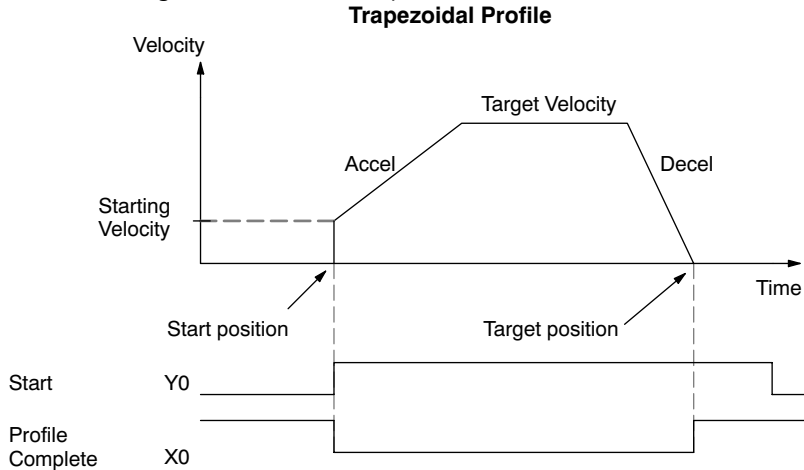 Trapezoidal Profile
Velocity
Target Velocity
Accel
Decel
Starting
Velocity
Time
Start position
Target position
Start Y0
Profile
Complete X0